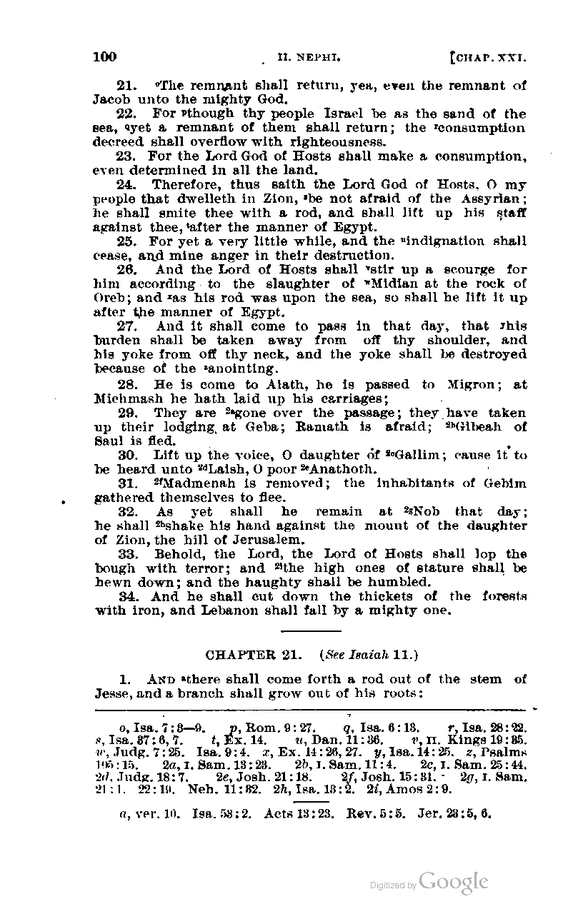 100 II. NEPHI. [CHAP. XXI.
21. ᵒThe remnant shall return, yea, even the remnant of
Jacob unto the mighty God.
22. For ᵖthough thy people Israel be as the sand of the
sea, ᑫyet a remnant of them shall return; the ʳconsumption
decreed shall overflow with righteousness.
23. For the Lord God of Hosts shall make a consumption,
even determined in all the land.
24. Therefore, thus saith the Lord God of Hosts, O my
people that dwelleth in Zion, ˢbe not afraid of the Assyrian;
he shall smite thee with a rod, and shall lift up his staff
against thee, ᵗafter the manner of Egypt.
25. For yet a very little while, and the ᵘindignation shall
cease, and mine anger in their destruction.
26. And the Lord of Hosts shall ᵛstir up a scourge for
him according to the slaughter of ʷMidian at the rock of
Oreb; and ˣas his rod was upon the sea, so shall he lift it up
after the manner of Egypt.
27. And it shall come to pass in that day, that ʸhis
burden shall be taken away from off thy shoulder, and
his yoke from off thy neck, and the yoke shall be destroyed
because of the ᶻanointing.
28. He is come to Aiath, he is passed to Migron; at
Michmash he hath laid up his carriages;
29. They are ²ᵃgone over the passage; they have taken
up their lodging at Geba; Ramath is afraid; ²ᵇGibeah of
Saul is fled.
30. Lift up the voice, O daughter of ²ᶜGallim; cause it to
be heard unto ²ᵈLaish, O poor ²ᵉAnathoth.
31. ²ᶠMadmenah is removed; the inhabitants of Gebim
gathered themselves to flee.
32. As yet shall he remain at ²ᵍNob that day;
he shall ²ʰshake his hand against the mount of the daughter
of Zion, the hill of Jerusalem.
33. Behold, the Lord, the Lord of Hosts shall lop the
bough with terror; and ²ⁱthe high ones of stature shall be
hewn down; and the haughty shall be humbled.
34. And he shall cut down the thickets of the forests
with iron, and Lebanon shall fall by a mighty one.
CHAPTER 21. (See Isaiah 11.)
1. AND ᵃthere shall come forth a rod out of the stem of
Jesse, and a branch shall grow out of his roots:
o, Isa. 7:3—9. p, Rom. 9:27. q, Isa. 6:13. r, Isa. 28:22.
s, Isa. 37:6, 7. t, Ex. 14. u, Dan. 11:36. v, II. Kings 19:35.
w, Judg. 7:25. Isa. 9:4. x, Ex. 14:26, 27. y, Isa. 14:25. z, Psalms
105:15. 2a, I. Sam. 13:23. 2b, I. Sam. 11:4. 2c, I. Sam. 25:44.
2d, Judg. 18:7. 2e, Josh. 21:18. 2f, Josh. 15:31. 2g, I. Sam.
21:1. 22:19. Neh. 11:32. 2h, Isa. 13:2. 2i, Amos 2:9.
a, ver. 10. Isa. 53:2. Acts 13:23. Rev. 5:5. Jer. 23:5, 6.
Digitized by Google